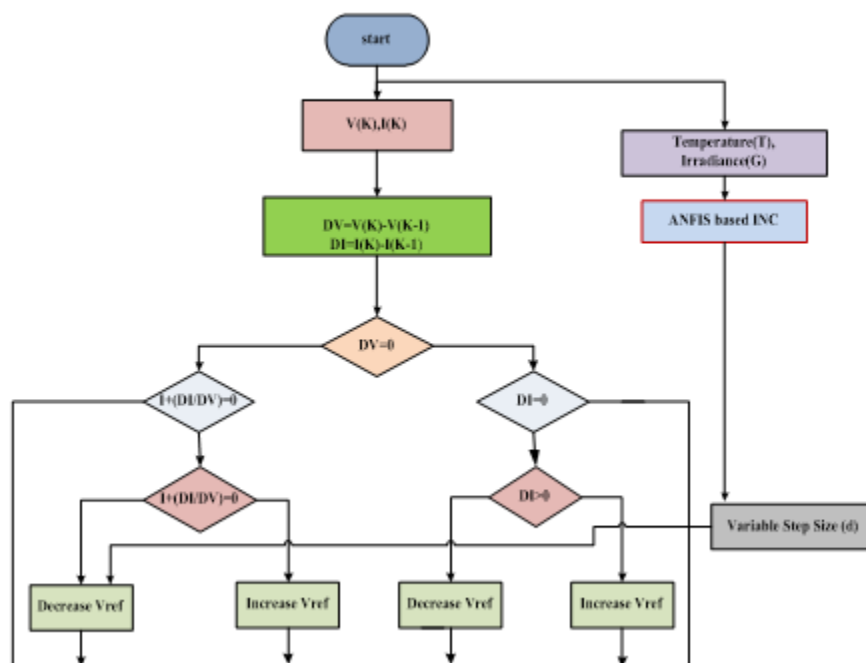 start
V(K),I(K)
Temperature(T),
Irradiance(G)
DV=V(K)-V(K-1)
DI=I(K)-I(K-1)
ANFIS based INC
DV=0
I+(DI/DV)=0
DI=0
I+(DI/DV)=0
DI>0
Variable Step Size (d)
Decrease Vref
Increase Vref
Decrease Vref
Increase Vref